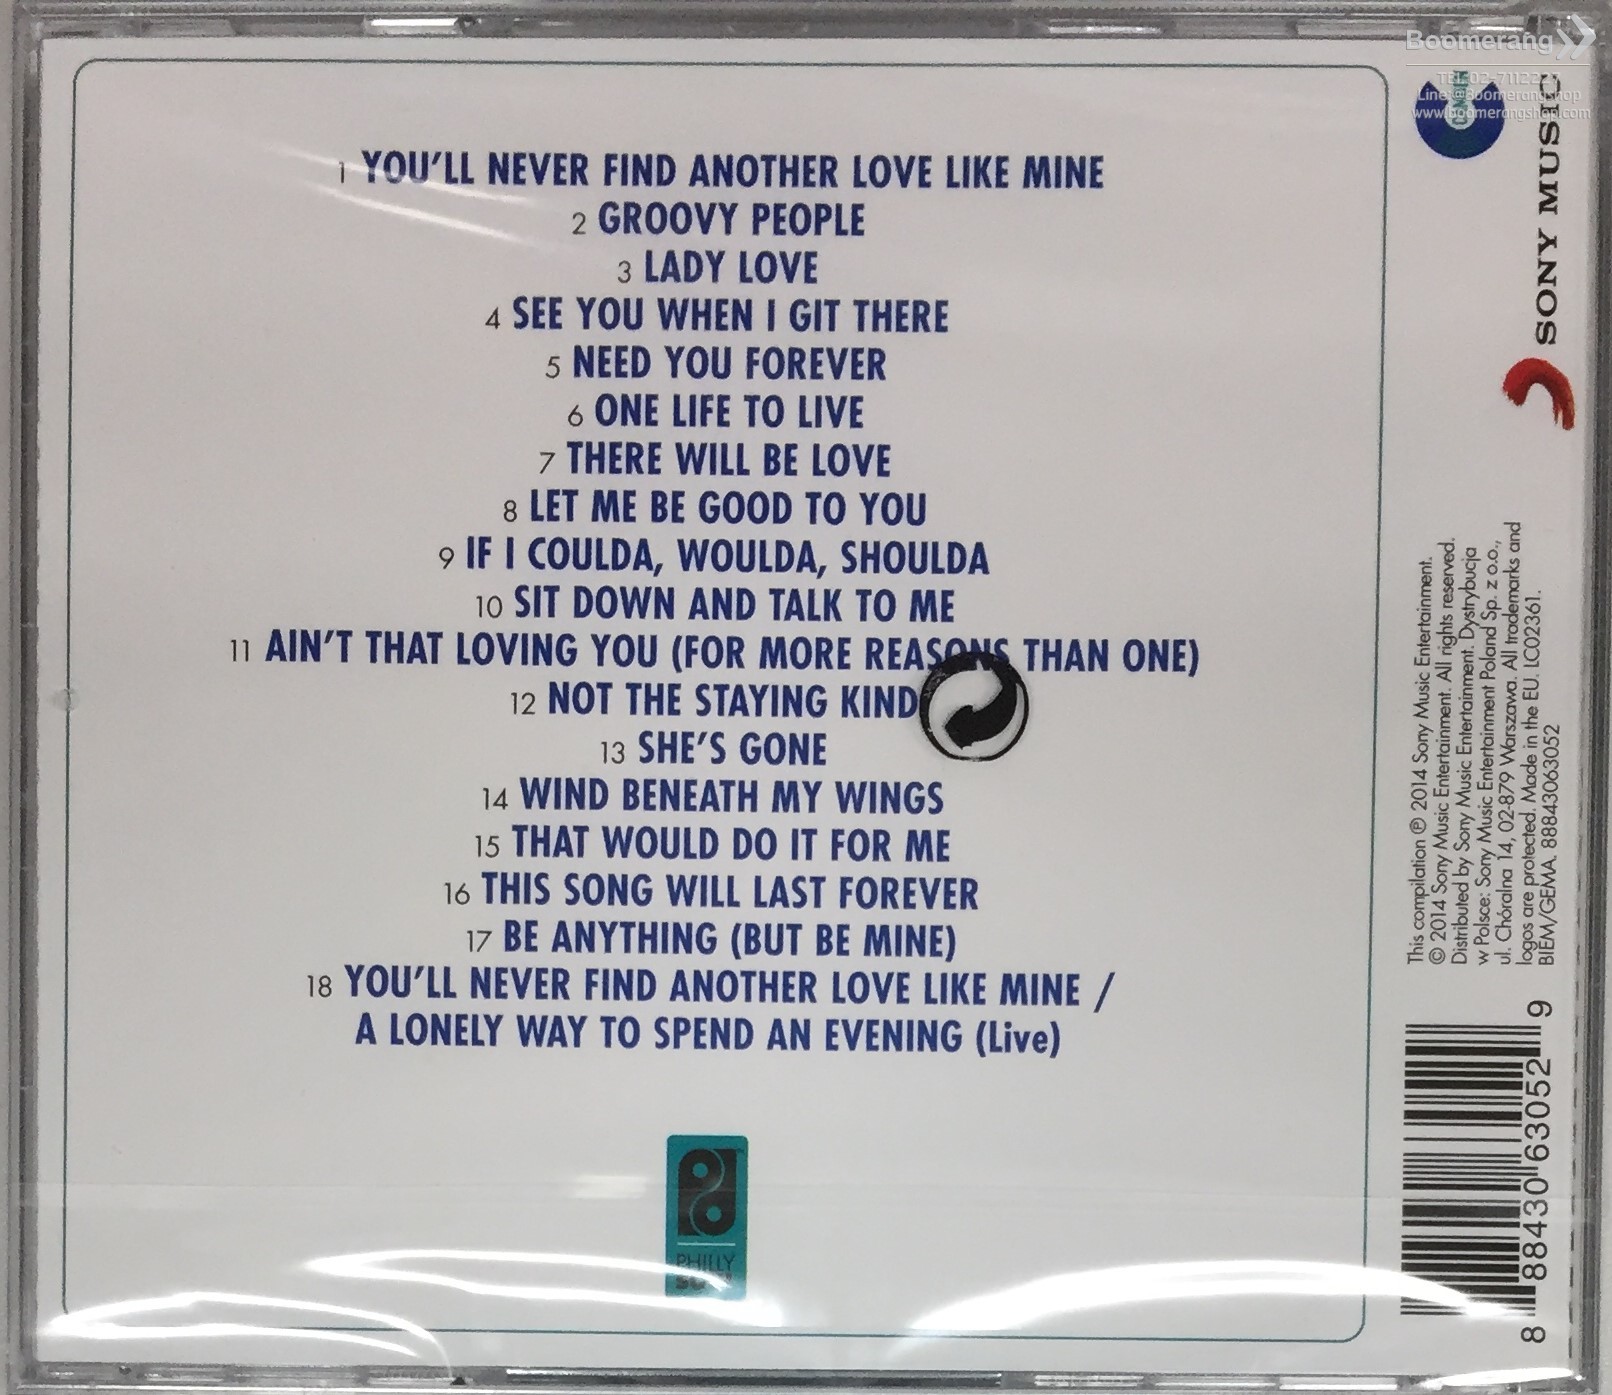 1 YOU'LL NEVER FIND ANOTHER LOVE LIKE MINE
2 GROOVY PEOPLE
3 LADY LOVE
4 SEE YOU WHEN I GIT THERE
5 NEED YOU FOREVER
6 ONE LIFE TO LIVE
7 THERE WILL BE LOVE
8 LET ME BE GOOD TO YOU
9 IF I COULDA, WOULDA, SHOULDA
10 SIT DOWN AND TALK TO ME
11 AIN'T THAT LOVING YOU (FOR MORE REASONS THAN ONE)
12 NOT THE STAYING KIND
13 SHE'S GONE
14 WIND BENEATH MY WINGS
15 THAT WOULD DO IT FOR ME
16 THIS SONG WILL LAST FOREVER
17 BE ANYTHING (BUT BE MINE)
18 YOU'LL NEVER FIND ANOTHER LOVE LIKE MINE /
A LONELY WAY TO SPEND AN EVENING (Live)
PHILLY
Boomerang
TEL 02-7112225
Line: @Boomerangshop
www.boomerangshop.com
SONY MUSIC
This compilation ℗ 2014 Sony Music Entertainment.
© 2014 Sony Music Entertainment. All rights reserved.
Distributed by Sony Music Entertainment. Dystrybucja
w Polsce: Sony Music Entertainment Poland Sp. z o.o.,
ul. Chóralna 14, 02-879 Warszawa. All trademarks and
logos are protected. Made in the EU. LC02361.
BIEM/GEMA. 88843063052
8 88430 63052 9